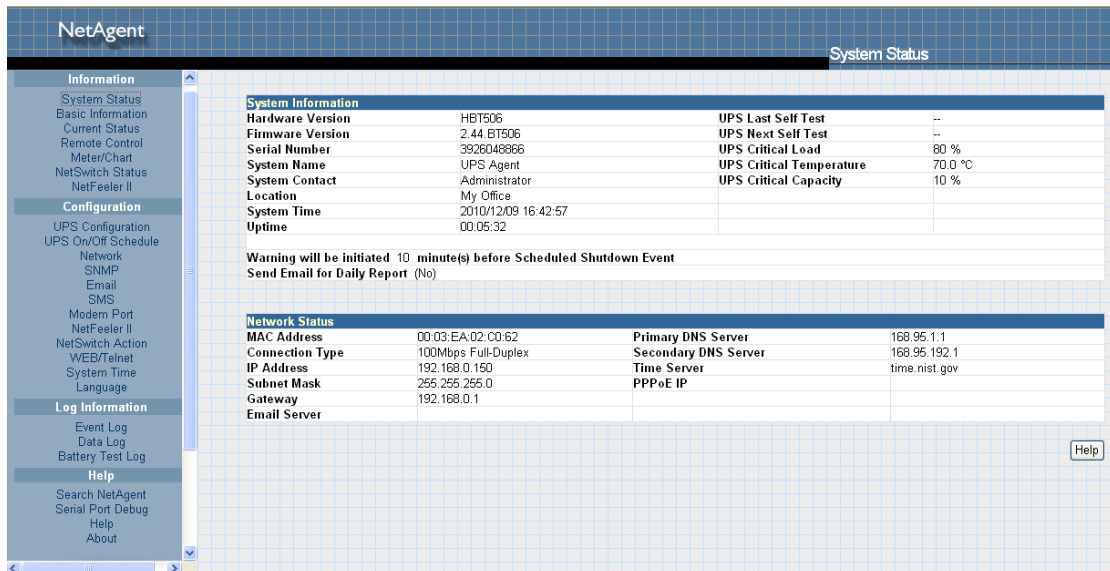 NetAgent
System Status
Information
System Status
Basic Information
Current Status
Remote Control
Meter/Chart
NetSwitch Status
NetFeeler II
Configuration
UPS Configuration
UPS On/Off Schedule
Network
SNMP
Email
SMS
Modem Port
NetFeeler II
NetSwitch Action
WEB/Telnet
System Time
Language
Log Information
Event Log
Data Log
Battery Test Log
Help
Search NetAgent
Serial Port Debug
Help
About
System Information
Hardware Version HBT506 UPS Last Self Test --
Firmware Version 2.44.BT506 UPS Next Self Test --
Serial Number 3926048866 UPS Critical Load 80 %
System Name UPS Agent UPS Critical Temperature 70.0 °C
System Contact Administrator UPS Critical Capacity 10 %
Location My Office
System Time 2010/12/09 16:42:57
Uptime 00:05:32
Warning will be initiated 10 minute(s) before Scheduled Shutdown Event
Send Email for Daily Report (No)
Network Status
MAC Address 00:03:EA:02:C0:62 Primary DNS Server 168.95.1.1
Connection Type 100Mbps Full-Duplex Secondary DNS Server 168.95.192.1
IP Address 192.168.0.150 Time Server time.nist.gov
Subnet Mask 255.255.255.0 PPPoE IP
Gateway 192.168.0.1
Email Server
Help